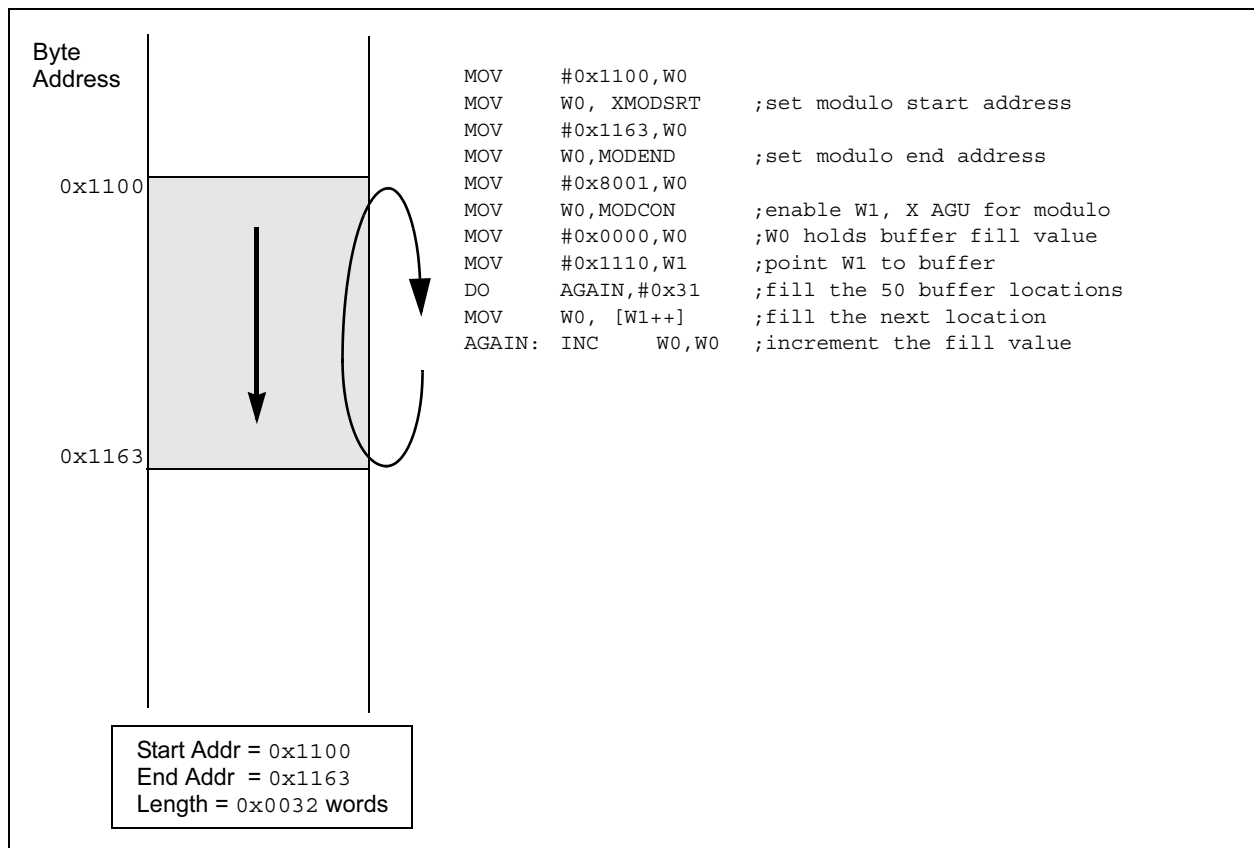 Byte
Address
0x1100
0x1163
MOV #0x1100,W0
MOV W0, XMODSRT ;set modulo start address
MOV #0x1163,W0
MOV W0,MODEND ;set modulo end address
MOV #0x8001,W0
MOV W0,MODCON ;enable W1, X AGU for modulo
MOV #0x0000,W0 ;W0 holds buffer fill value
MOV #0x1110,W1 ;point W1 to buffer
DO AGAIN,#0x31 ;fill the 50 buffer locations
MOV W0, [W1++] ;fill the next location
AGAIN: INC W0,W0 ;increment the fill value
Start Addr = 0x1100
End Addr = 0x1163
Length = 0x0032 words